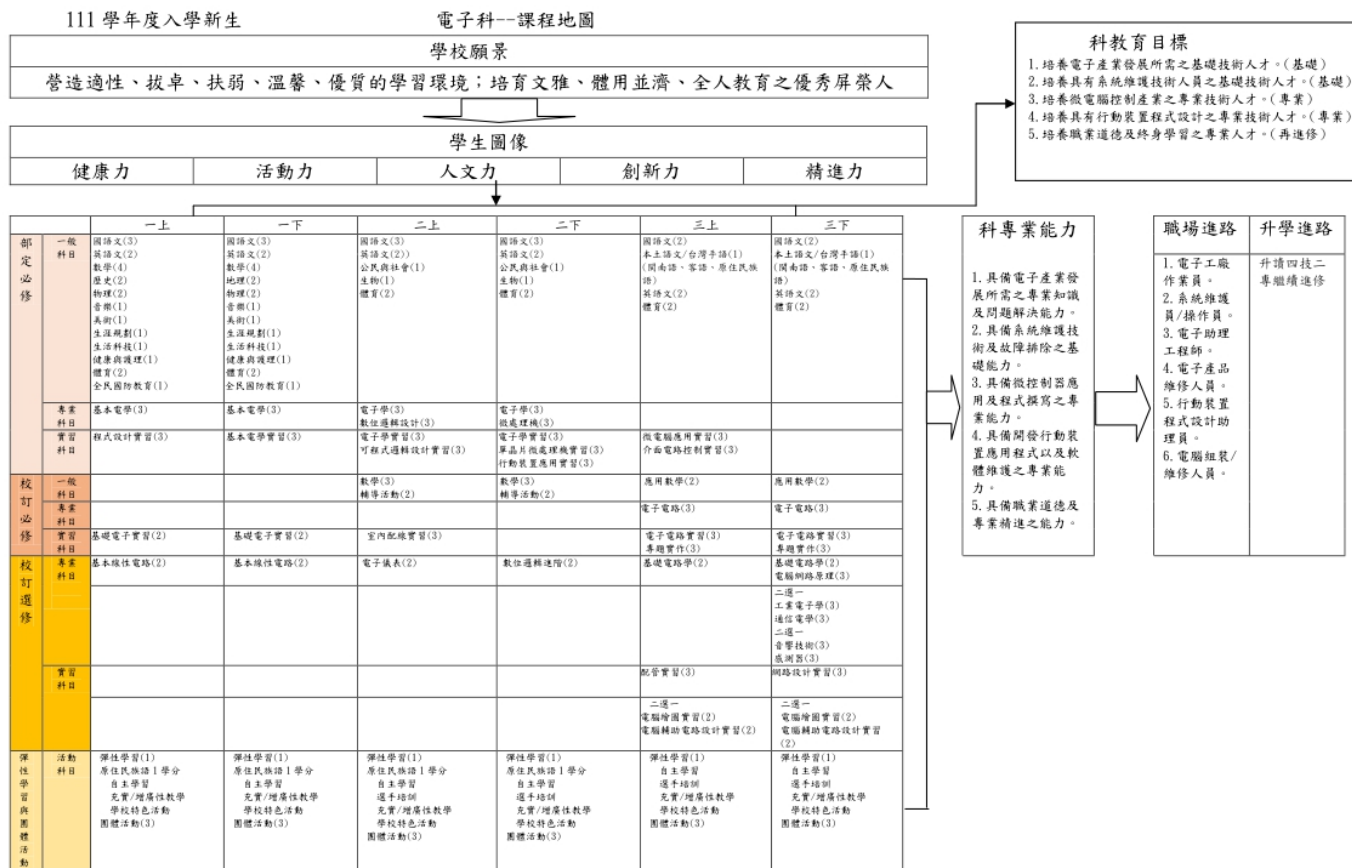 111 學年度入學新生
電子科--課程地圖
學校願景
營造適性、拔卓、扶弱、溫馨、優質的學習環境；培育文雅、體用並濟、全人教育之優秀屏榮人
學生圖像
健康力
活動力
人文力
創新力
精進力
科教育目標
1.培養電子產業發展所需之基礎技術人才。(基礎)
2.培養具有系統維護技術人員之基礎技術人才。(基礎)
3.培養微電腦控制產業之專業技術人才。(專業)
4.培養具有行動裝置程式設計之專業技術人才。(專業)
5.培養職業道德及終身學習之專業人才。(再進修)
一上
一下
二上
二下
三上
三下
部定必修
一般科目
國語文(3)
英語文(2)
數學(4)
歷史(2)
物理(2)
音樂(1)
美術(1)
生涯規劃(1)
生活科技(1)
健康與護理(1)
體育(2)
全民國防教育(1)
國語文(3)
英語文(2)
數學(4)
地理(2)
物理(2)
音樂(1)
美術(1)
生涯規劃(1)
生活科技(1)
健康與護理(1)
體育(2)
全民國防教育(1)
國語文(3)
英語文(2))
公民與社會(1)
生物(1)
體育(2)
國語文(3)
英語文(2)
公民與社會(1)
生物(1)
體育(2)
國語文(2)
本土語文/台灣手語(1)
(閩南語、客語、原住民族
語)
英語文(2)
體育(2)
國語文(2)
本土語文/台灣手語(1)
(閩南語、客語、原住民族
語)
英語文(2)
體育(2)
專業科目
基本電學(3)
基本電學(3)
電子學(3)
數位邏輯設計(3)
電子學(3)
微處理機(3)
實習科目
程式設計實習(3)
基本電學實習(3)
電子學實習(3)
可程式邏輯設計實習(3)
電子學實習(3)
單晶片微處理機實習(3)
行動裝置應用實習(3)
微電腦應用實習(3)
介面電路控制實習(3)
校訂必修
一般科目
數學(3)
輔導活動(2)
數學(3)
輔導活動(2)
應用數學(2)
應用數學(2)
專業科目
電子電路(3)
電子電路(3)
實習科目
基礎電子實習(2)
基礎電子實習(2)
室內配線實習(3)
電子電路實習(3)
專題實作(3)
電子電路實習(3)
專題實作(3)
校訂選修
專業科目
基本線性電路(2)
基本線性電路(2)
電子儀表(2)
數位邏輯進階(2)
基礎電路學(2)
基礎電路學(2)
電腦網路原理(3)
二選一
工業電子學(3)
通信電學(3)
二選一
音響技術(3)
感測器(3)
實習科目
配管實習(3)
網路設計實習(3)
二選一
電腦繪圖實習(2)
電腦輔助電路設計實習(2)
二選一
電腦繪圖實習(2)
電腦輔助電路設計實習
(2)
彈性學習與團體活動
活動科目
彈性學習(1)
原住民族語 1 學分
自主學習
充實/增廣性教學
學校特色活動
團體活動(3)
彈性學習(1)
原住民族語 1 學分
自主學習
充實/增廣性教學
學校特色活動
團體活動(3)
彈性學習(1)
原住民族語 1 學分
自主學習
選手培訓
充實/增廣性教學
學校特色活動
團體活動(3)
彈性學習(1)
原住民族語 1 學分
自主學習
選手培訓
充實/增廣性教學
學校特色活動
團體活動(3)
彈性學習(1)
自主學習
選手培訓
充實/增廣性教學
學校特色活動
團體活動(3)
彈性學習(1)
自主學習
選手培訓
充實/增廣性教學
學校特色活動
團體活動(3)
科專業能力
1.具備電子產業發
展所需之專業知識
及問題解決能力。
2.具備系統維護技
術及故障排除之基
礎能力。
3.具備微控制器應
用及程式撰寫之專
業能力。
4.具備開發行動裝
置應用程式以及軟
體維護之專業能
力。
5.具備職業道德及
專業精進之能力。
職場進路
1.電子工廠
作業員。
2.系統維護
員/操作員。
3.電子助理
工程師。
4.電子產品
維修人員。
5.行動裝置
程式設計助
理員。
6.電腦組裝/
維修人員。
升學進路
升讀四技二
專繼續進修